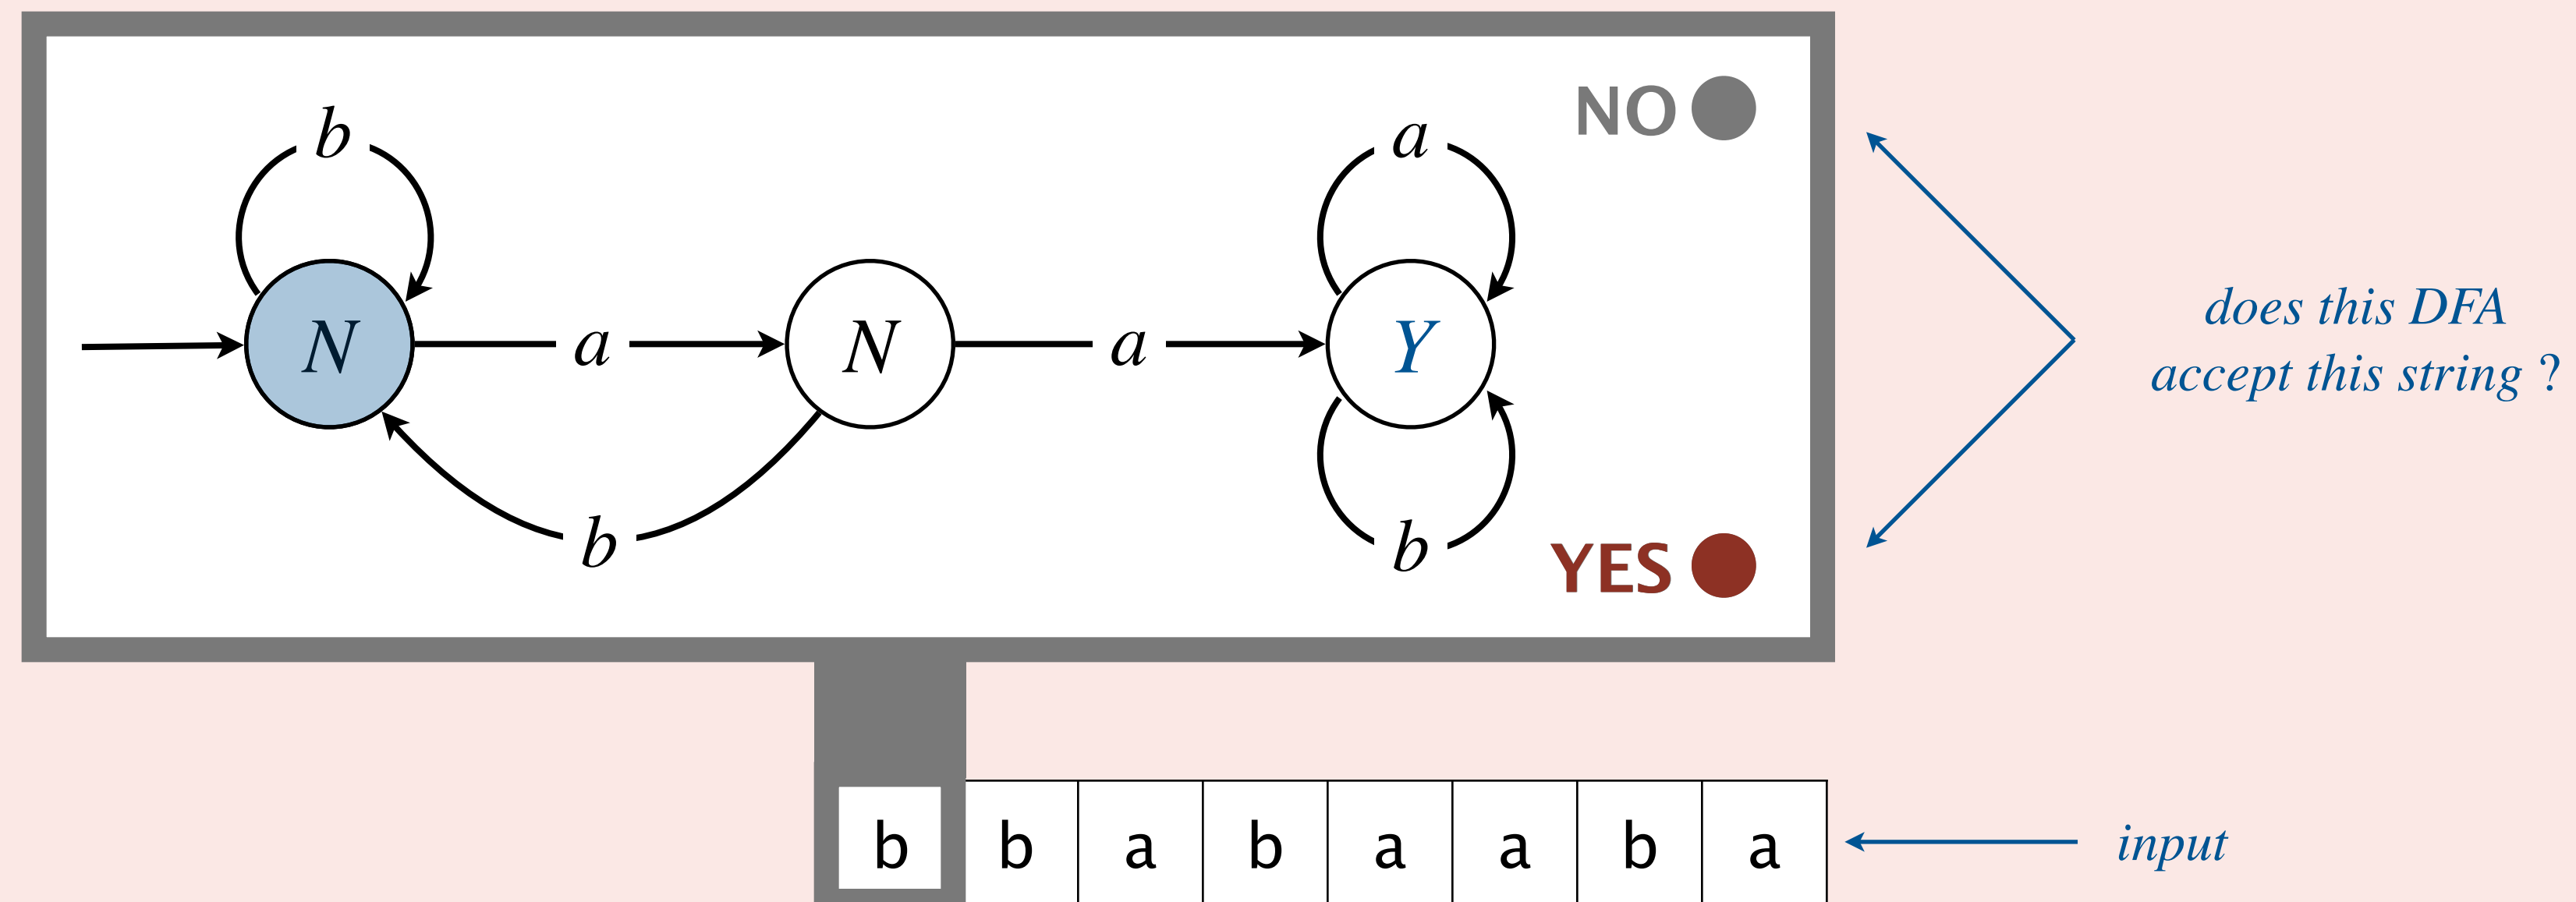 b
a
NO
does this DFA
accept this string ?
N
a
N
a
Y
b
b
YES
b b a b a a b a
input